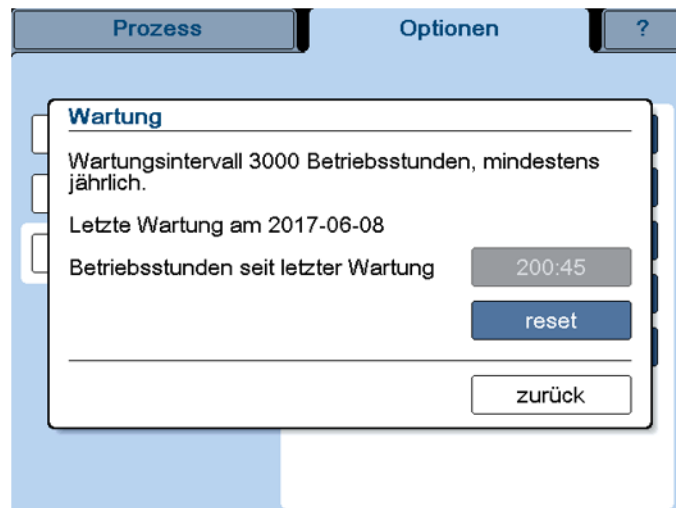 Prozess
Optionen
?
Wartung
Wartungsintervall 3000 Betriebsstunden, mindestens
jährlich.
Letzte Wartung am 2017-06-08
Betriebsstunden seit letzter Wartung
200:45
reset
zurück